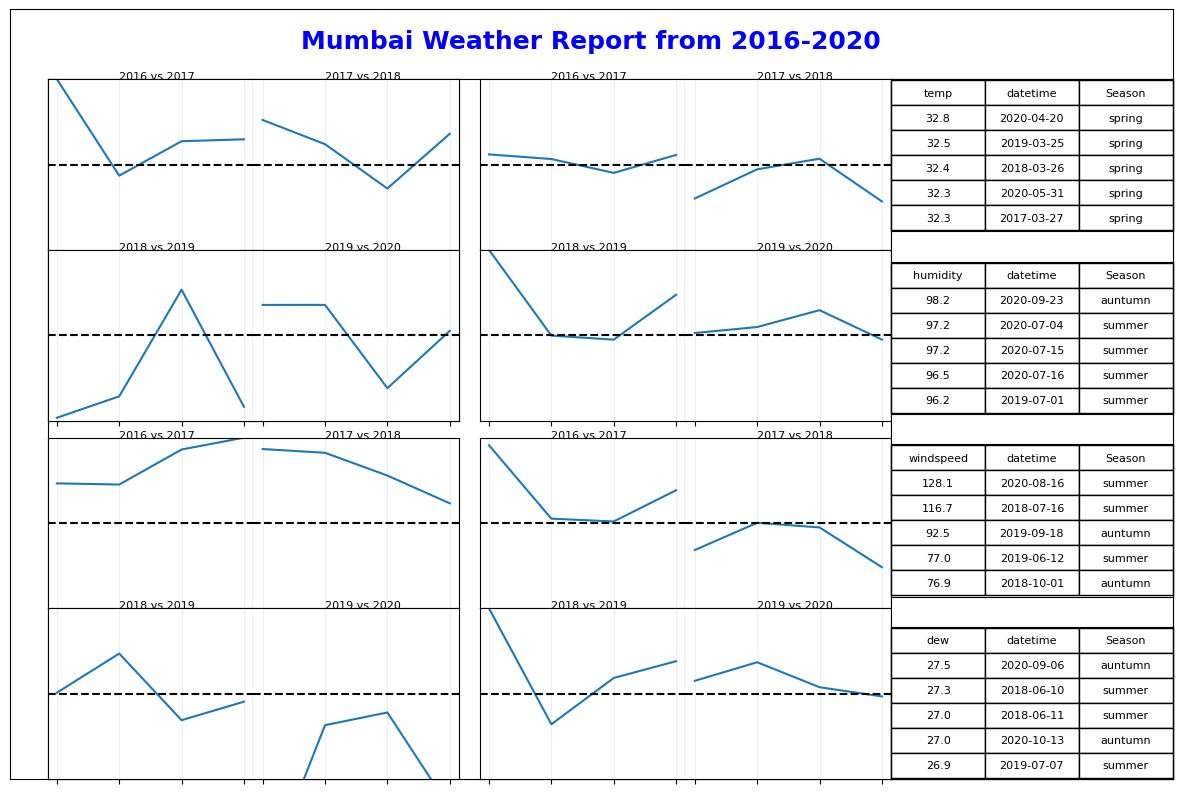 Mumbai Weather Report from 2016-2020
2016 vs 2017
2017 vs 2018
2018 vs 2019
2019 vs 2020
2016 vs 2017
2017 vs 2018
2018 vs 2019
2019 vs 2020
temp datetime Season
32.8 2020-04-20 spring
32.5 2019-03-25 spring
32.4 2018-03-26 spring
32.3 2020-05-31 spring
32.3 2017-03-27 spring
humidity datetime Season
98.2 2020-09-23 auntumn
97.2 2020-07-04 summer
97.2 2020-07-15 summer
96.5 2020-07-16 summer
96.2 2019-07-01 summer
2016 vs 2017
2017 vs 2018
2018 vs 2019
2019 vs 2020
2016 vs 2017
2017 vs 2018
2018 vs 2019
2019 vs 2020
windspeed datetime Season
128.1 2020-08-16 summer
116.7 2018-07-16 summer
92.5 2019-09-18 auntumn
77.0 2019-06-12 summer
76.9 2018-10-01 auntumn
dew datetime Season
27.5 2020-09-06 auntumn
27.3 2018-06-10 summer
27.0 2018-06-11 summer
27.0 2020-10-13 auntumn
26.9 2019-07-07 summer